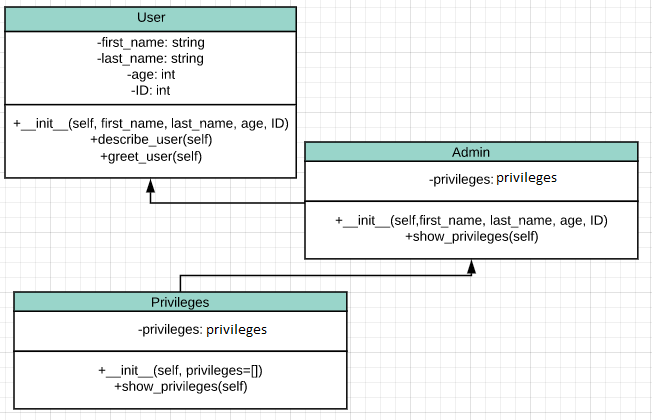 User
-first_name: string
-last_name: string
-age: int
-ID: int
+__init__(self, first_name, last_name, age, ID)
+describe_user(self)
+greet_user(self)
Admin
-privileges: privileges
+__init__(self,first_name, last_name, age, ID)
+show_privileges(self)
Privileges
-privileges: privileges
+__init__(self, privileges=[])
+show_privileges(self)